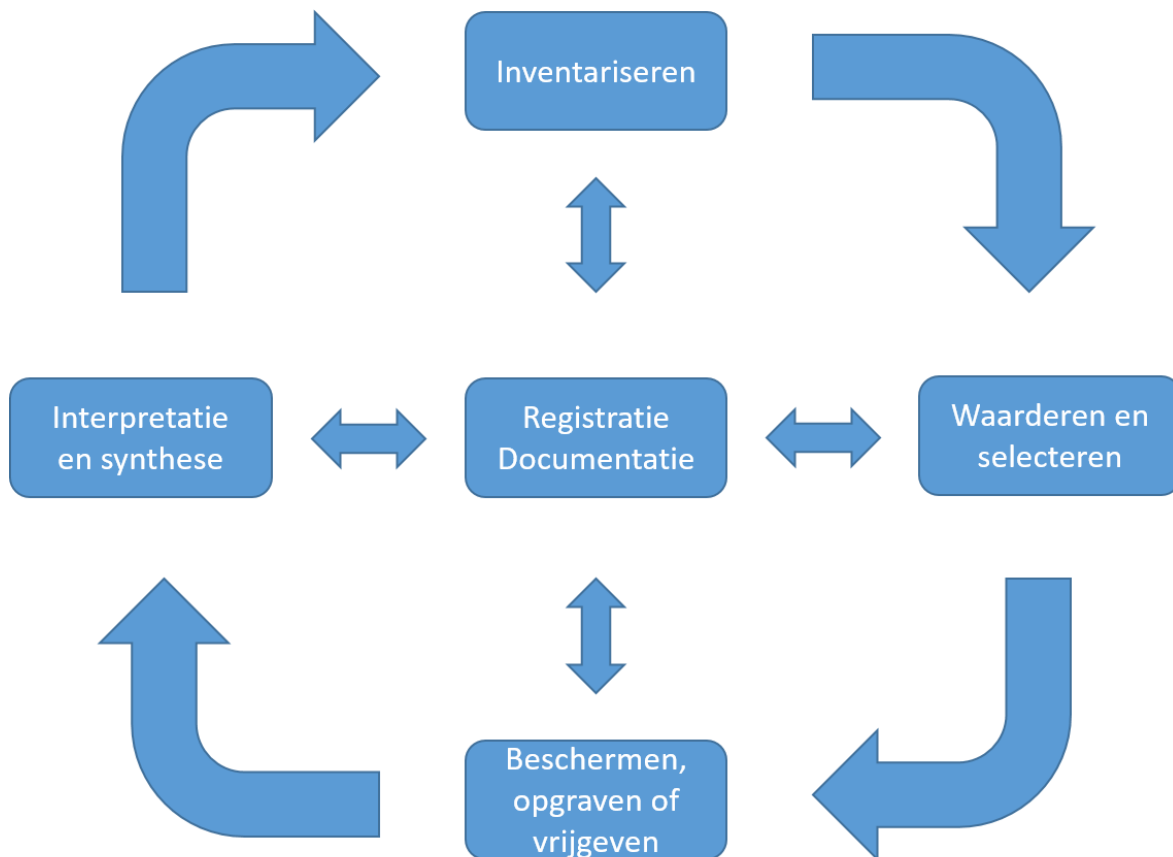 Inventariseren
Interpretatie
en synthese
Registratie
Documentatie
Waarderen en
selecteren
Beschermen,
opgraven of
vrijgeven